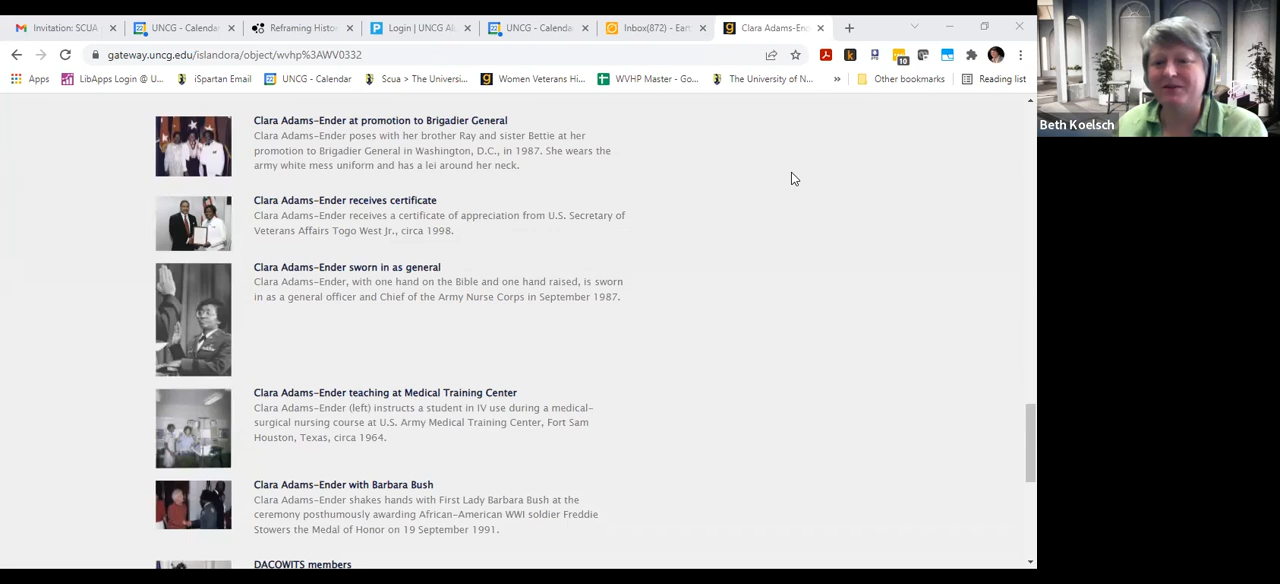 Invitation: SCUA
UNCG - Calenda
Reframing Histo
Login | UNCG Al
UNCG - Calenda
Inbox(872) - Eart
Clara Adams-End
gateway.uncg.edu/islandora/object/wvhp%3AWV0332
10
Apps
LibApps Login @ U...
iSpartan Email
UNCG - Calendar
Scua > The Universi...
Women Veterans Hi...
WVHP Master - Go...
The University of N...
»
Other bookmarks
Reading list
Beth Koelsch
Clara Adams-Ender at promotion to Brigadier General
Clara Adams-Ender poses with her brother Ray and sister Bettie at her
promotion to Brigadier General in Washington, D.C., in 1987. She wears the
army white mess uniform and has a lei around her neck.
Clara Adams-Ender receives certificate
Clara Adams-Ender receives a certificate of appreciation from U.S. Secretary of
Veterans Affairs Togo West Jr., circa 1998.
Clara Adams-Ender sworn in as general
Clara Adams-Ender, with one hand on the Bible and one hand raised, is sworn
in as a general officer and Chief of the Army Nurse Corps in September 1987.
Clara Adams-Ender teaching at Medical Training Center
Clara Adams-Ender (left) instructs a student in IV use during a medical-
surgical nursing course at U.S. Army Medical Training Center, Fort Sam
Houston, Texas, circa 1964.
Clara Adams-Ender with Barbara Bush
Clara Adams-Ender shakes hands with First Lady Barbara Bush at the
ceremony posthumously awarding African-American WWI soldier Freddie
Stowers the Medal of Honor on 19 September 1991.
DACOWITS members